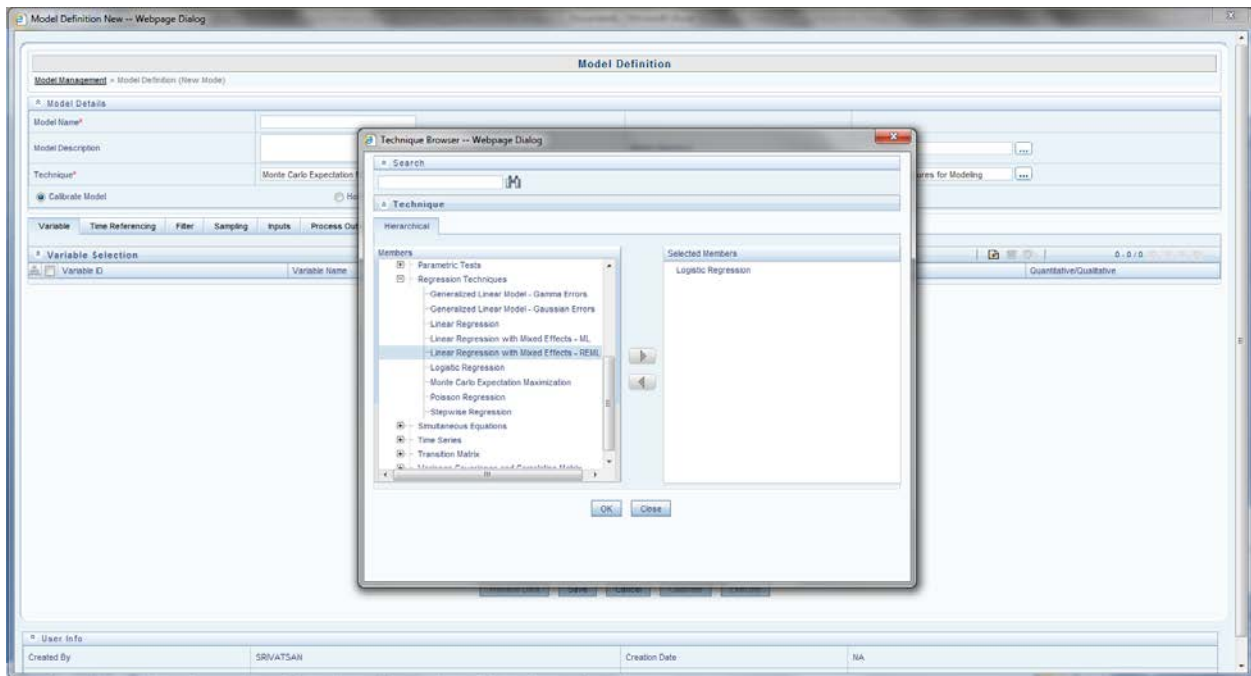 Model Definition New -- Webpage Dialog
Model Definition
Model Management » Model Definition (New Mode)
Model Details
Model Name*
Model Description
Technique*
Monte Carlo Expectation
ures for Modeling
Calibrate Model
Variable Time Referencing Filter Sampling Inputs Process Out
Variable Selection
0 - 0 / 0
Variable ID
Variable Name
Quantitative/Qualitative
Technique Browser -- Webpage Dialog
Search
Technique
Hierarchical
Members
Parametric Tests
Regression Techniques
Generalized Linear Model - Gamma Errors
Generalized Linear Model - Gaussian Errors
Linear Regression
Linear Regression with Mixed Effects - ML
Linear Regression with Mixed Effects - REML
Logistic Regression
Monte Carlo Expectation Maximization
Poisson Regression
Stepwise Regression
Simultaneous Equations
Time Series
Transition Matrix
Selected Members
Logistic Regression
OK Close
Save Cancel
User Info
Created By
SRIVATSAN
Creation Date
NA